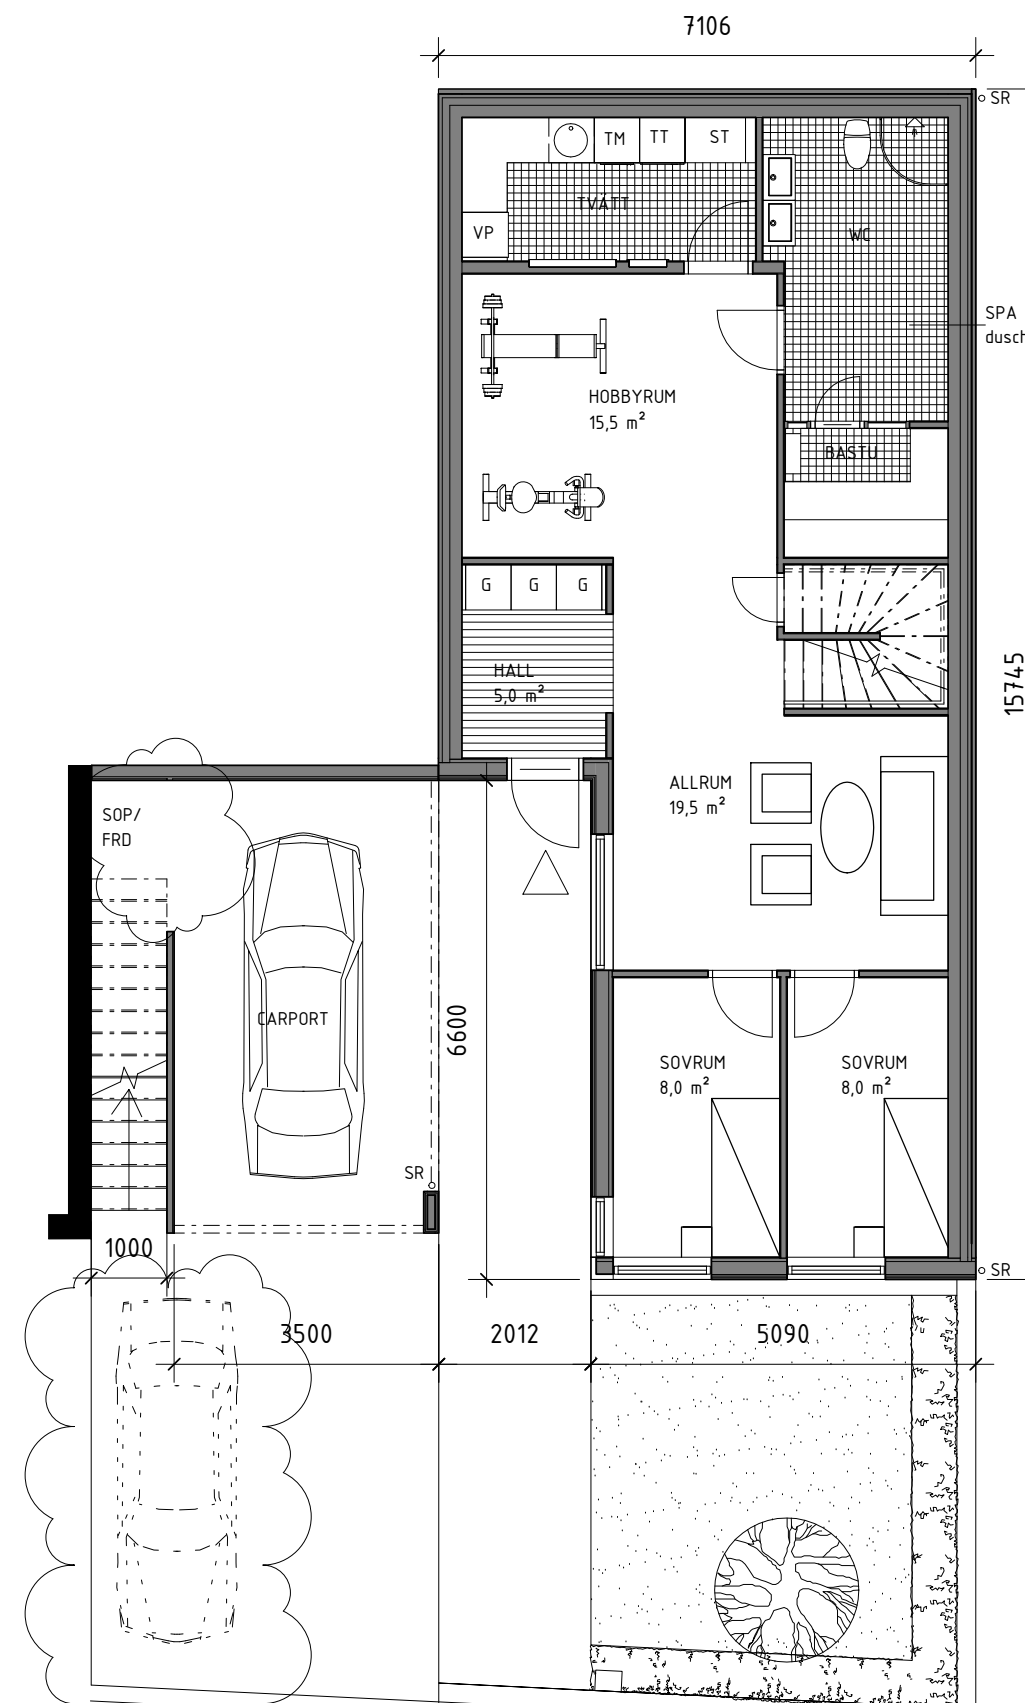 7106
SR
TM TT ST
TVÄTT
VP
WC
SPA
dusch
HOBBYRUM
15,5 m²
BASTU
G G G
HALL
5,0 m²
15745
ALLRUM
19,5 m²
SOP/
FRD
CARPORT
6600
SOVRUM
8,0 m²
SOVRUM
8,0 m²
SR
1000
SR
3500
2012
5090